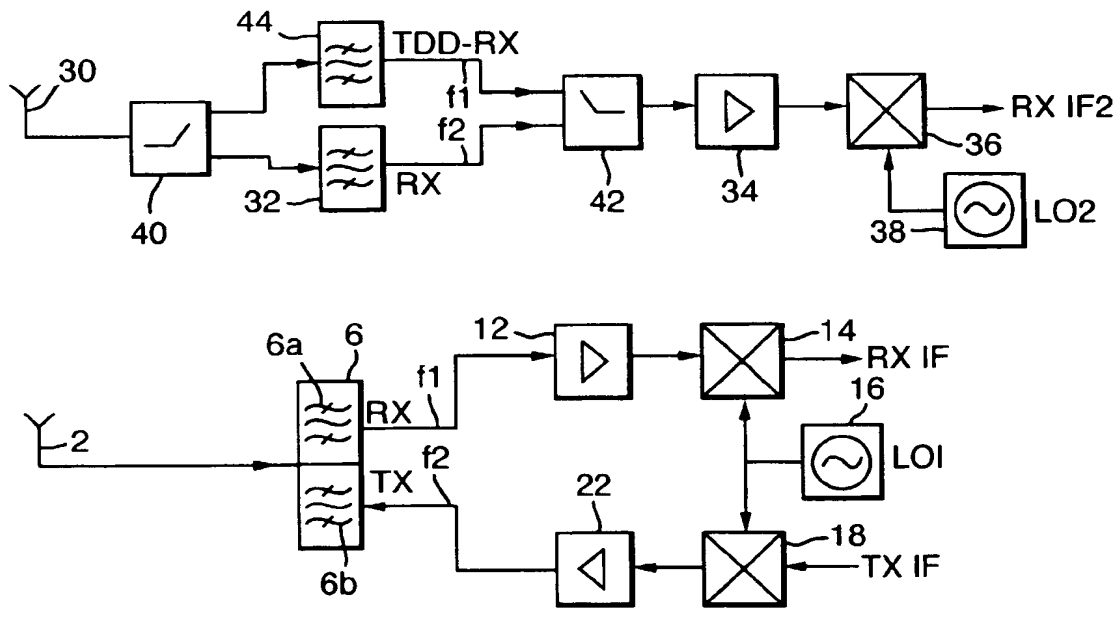 44
TDD-RX
30
f1
RX IF2
f2
36
32
RX
34
42
40
38
LO2
6
12
14
6a
RX IF
f1
RX
16
2
f2
LO1
TX
22
18
TX IF
6b